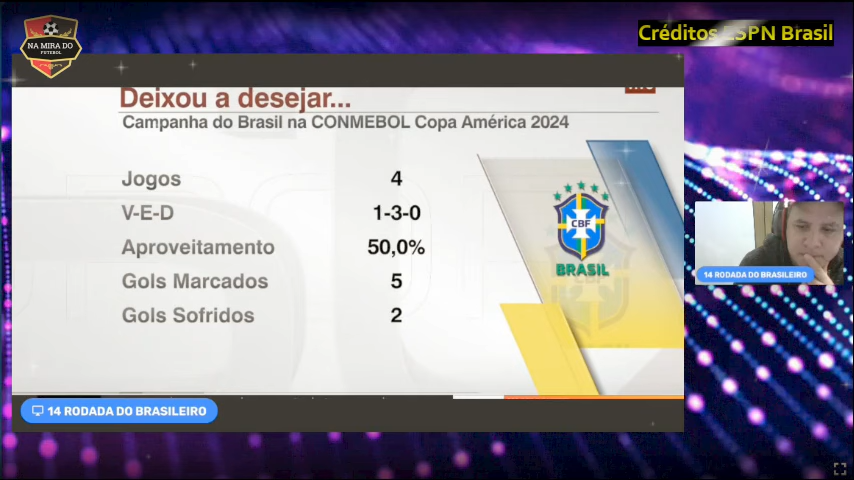 NA MIRA DO
FUTEBOL
Créditos ESPN Brasil
Deixou a desejar...
Campanha do Brasil na CONMEBOL Copa América 2024
Jogos 4
V-E-D 1-3-0
Aproveitamento 50,0%
Gols Marcados 5
Gols Sofridos 2
CBF
BRASIL
14 RODADA DO BRASILEIRO
14 RODADA DO BRASILEIRO